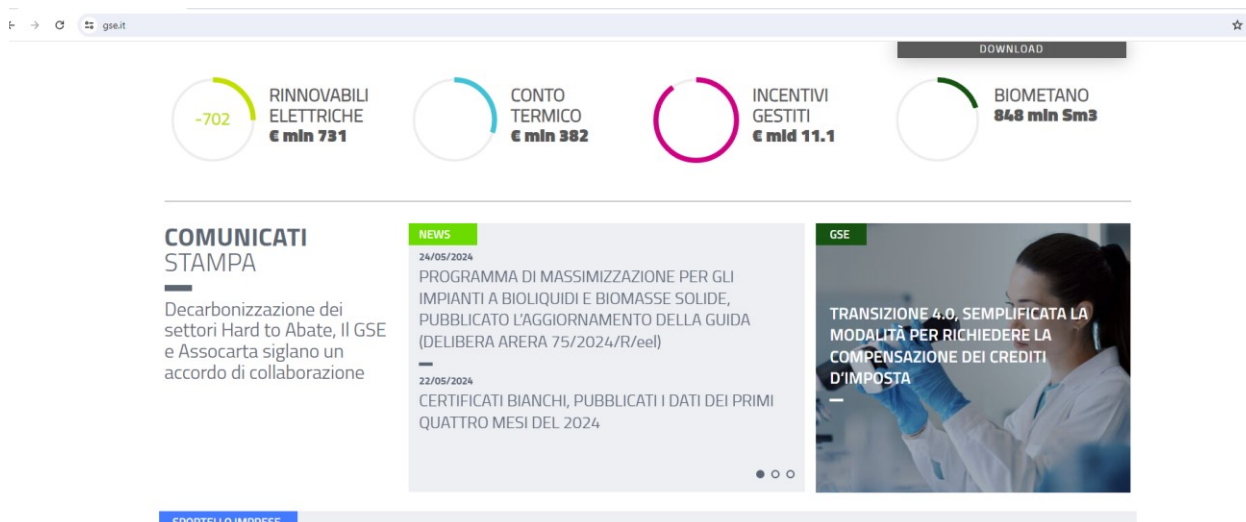 gse.it
DOWNLOAD
-702
RINNOVABILI
ELETTRICHE
€ mln 731
CONTO
TERMICO
€ mln 382
INCENTIVI
GESTITI
€ mld 11.1
BIOMETANO
848 mln Sm3
COMUNICATI
STAMPA
Decarbonizzazione dei
settori Hard to Abate, Il GSE
e Assocarta siglano un
accordo di collaborazione
NEWS
24/05/2024
PROGRAMMA DI MASSIMIZZAZIONE PER GLI
IMPIANTI A BIOLIQUIDI E BIOMASSE SOLIDE,
PUBBLICATO L'AGGIORNAMENTO DELLA GUIDA
(DELIBERA ARERA 75/2024/R/eel)
22/05/2024
CERTIFICATI BIANCHI, PUBBLICATI I DATI DEI PRIMI
QUATTRO MESI DEL 2024
GSE
TRANSIZIONE 4.0, SEMPLIFICATA LA
MODALITÀ PER RICHIEDERE LA
COMPENSAZIONE DEI CREDITI
D'IMPOSTA
SPORTELLO IMPRESE